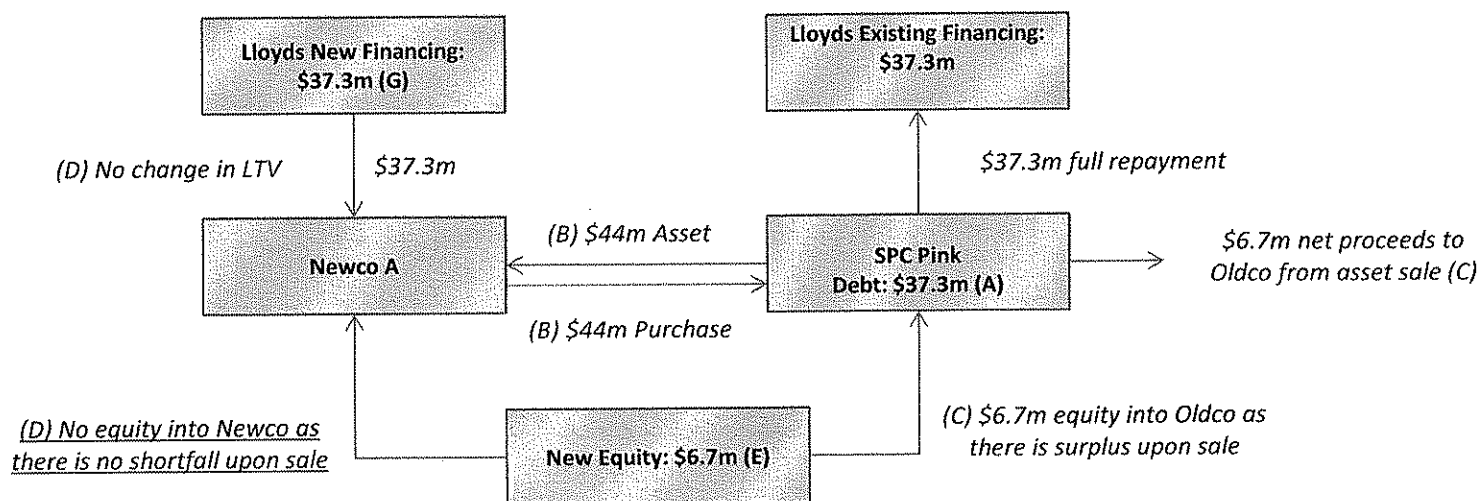 Lloyds New Financing:
$37.3m (G)
Lloyds Existing Financing:
$37.3m
(D) No change in LTV
$37.3m
$37.3m full repayment
(B) $44m Asset
Newco A
SPC Pink
Debt: $37.3m (A)
$6.7m net proceeds to
Oldco from asset sale (C)
(B) $44m Purchase
(D) No equity into Newco as
there is no shortfall upon sale
New Equity: $6.7m (E)
(C) $6.7m equity into Oldco as
there is surplus upon sale